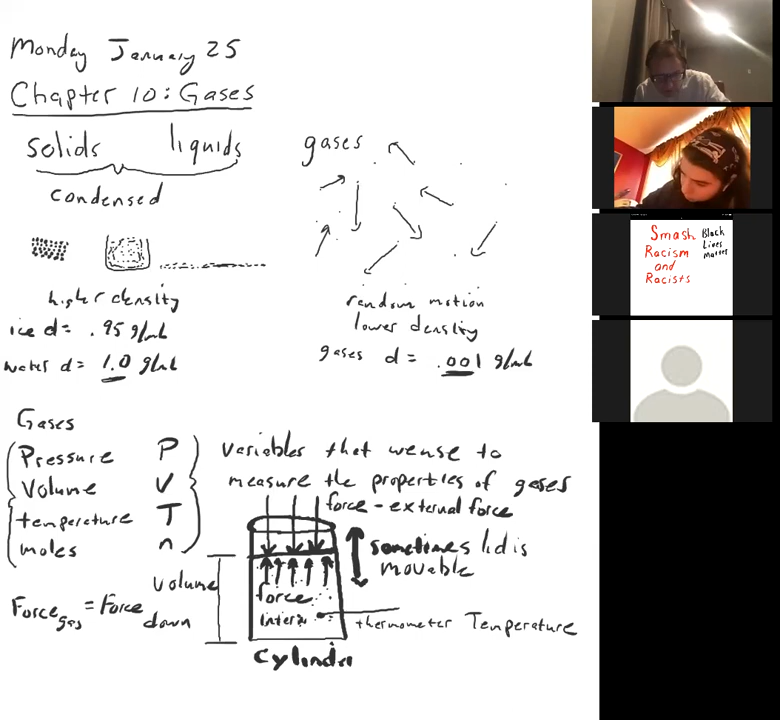 Monday January 25
Chapter 10: Gases
solids liquids
condensed
higher density
ice d= .95 g/mL
water d= 1.0 g/mL
gases
random motion
lower density
gases d= .001 g/mL
Gases
Pressure P
Volume V
temperature T
moles n
variables that we use to
measure the properties of gases
force - external force
sometimes lid is
movable
volume
force
Force gas = Force down
thermometer Temperature
Cylinder
Smash
Racism
and
Racists
Black
Lives
Matter